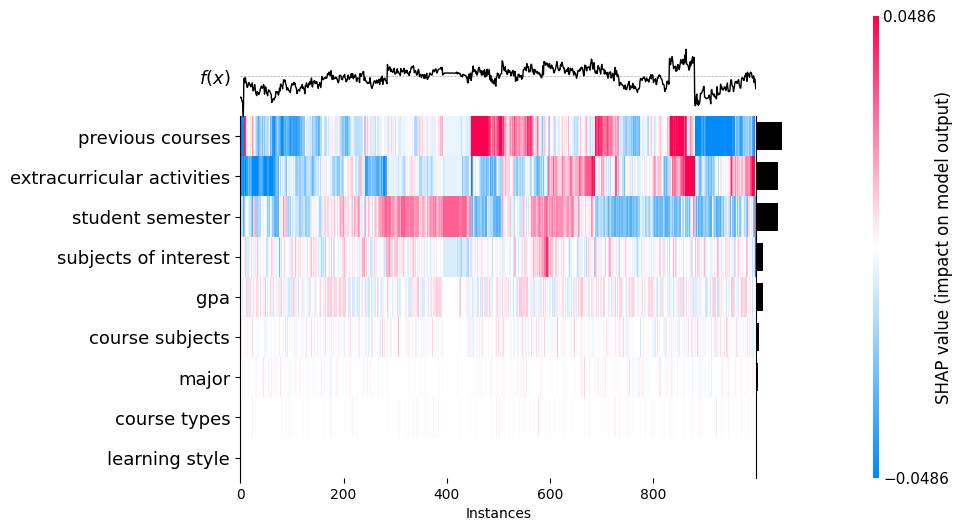 0.0486
f(x)
previous courses
extracurricular activities
student semester
subjects of interest
gpa
course subjects
major
course types
learning style
0 200 400 600 800
Instances
SHAP value (impact on model output)
−0.0486